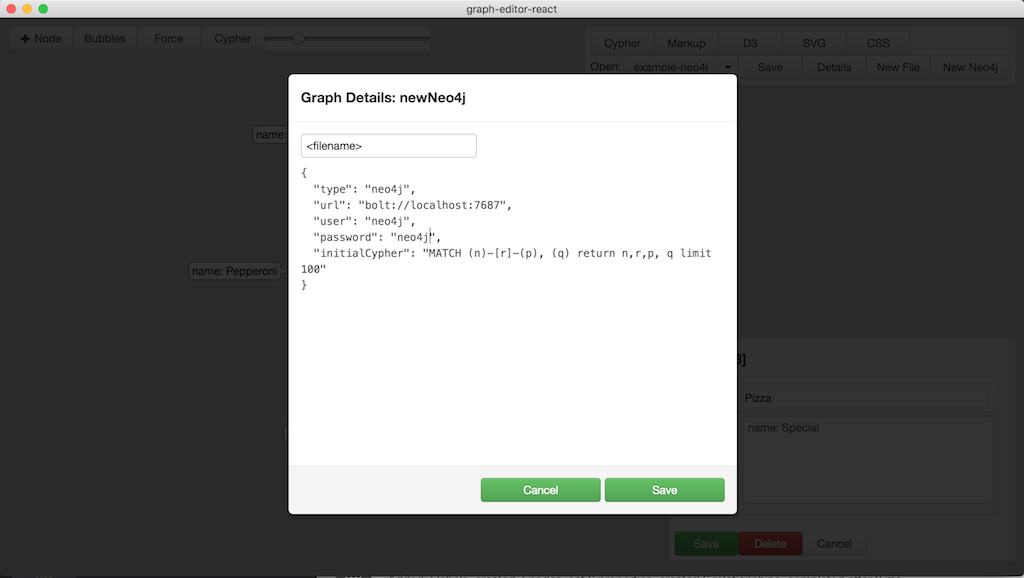 graph-editor-react
Node Bubbles Force Cypher
Cypher Markup D3 SVG CSS
Open: example-neo4j Save Details New File New Neo4j
Graph Details: newNeo4j
name:
<filename>
{
"type": "neo4j",
"url": "bolt://localhost:7687",
"user": "neo4j",
"password": "neo4j",
"initialCypher": "MATCH (n)-[r]-(p), (q) return n,r,p, q limit
100"
}
name: Pepperoni
]
Pizza
name: Special
Cancel Save
Save Delete Cancel